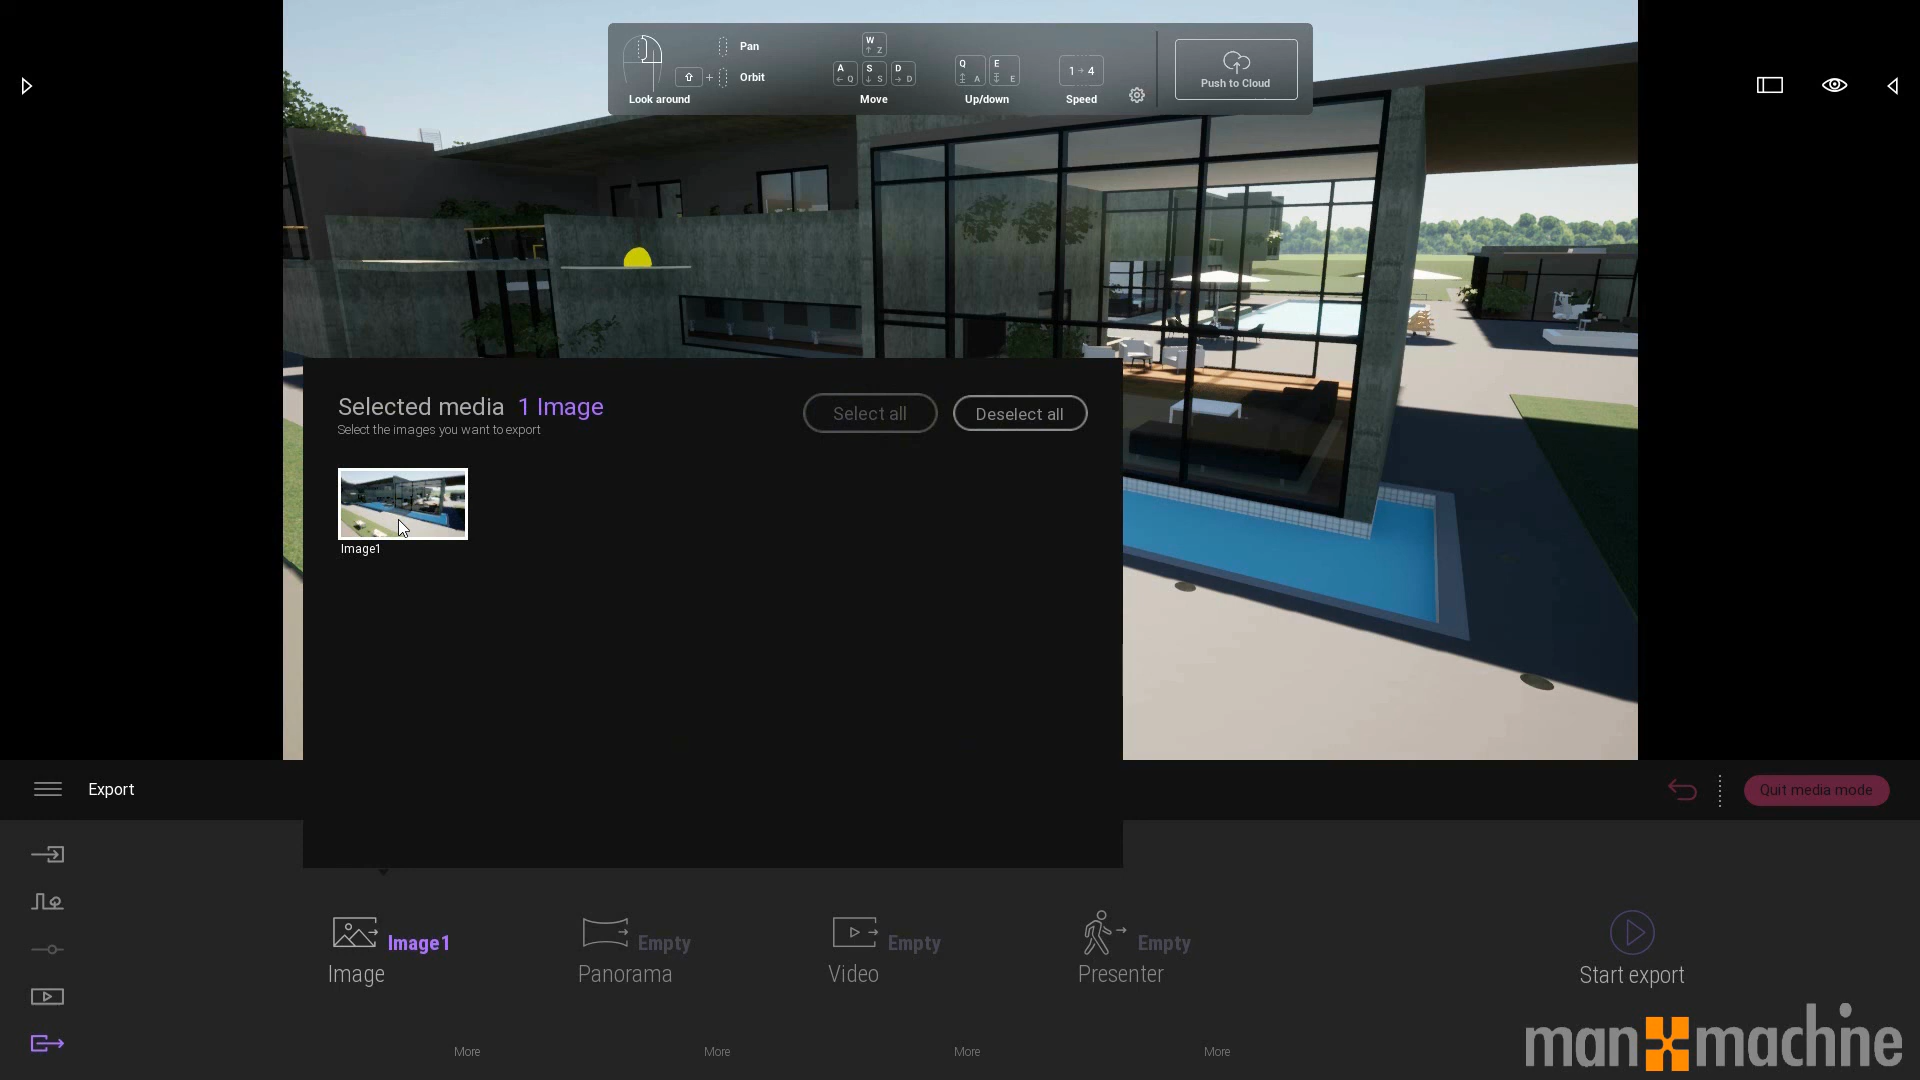 Pan
Orbit
Look around
W
Z
A
Q
S
S
D
D
Move
Q
A
E
E
Up/down
1 → 4
Speed
Push to Cloud
Selected media 1 Image
Select the images you want to export
Select all
Deselect all
Image1
Export
Quit media mode
Image1
Image
Empty
Panorama
Empty
Video
Empty
Presenter
Start export
More
More
More
More
man machine